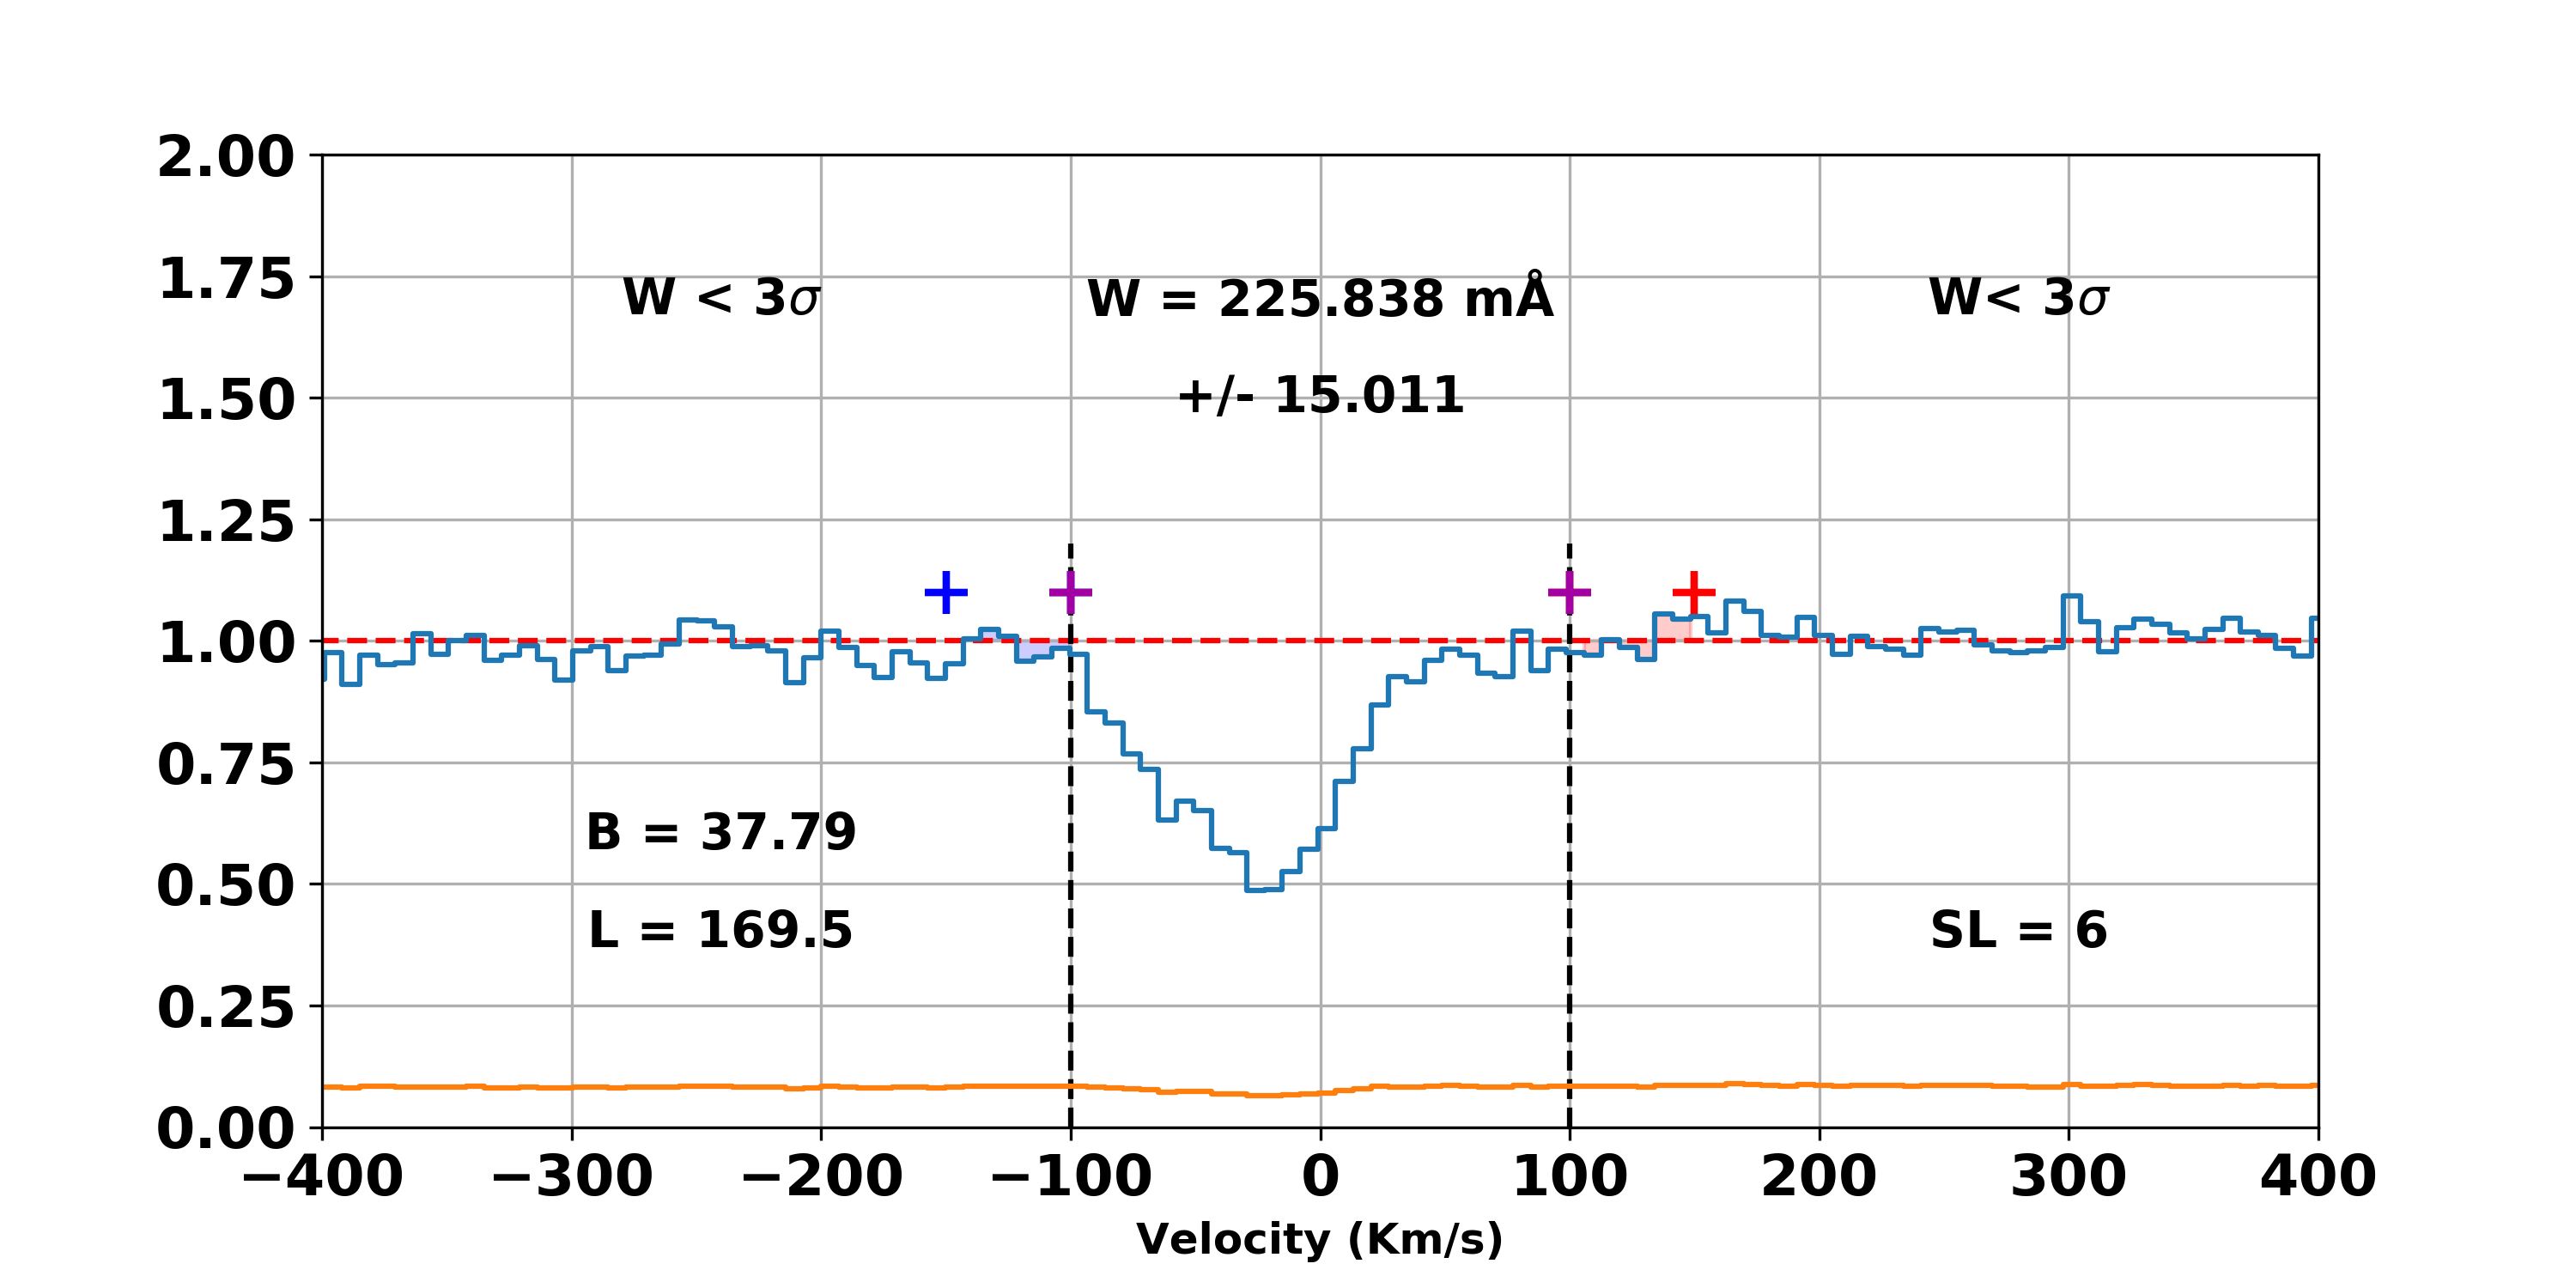 2.00
1.75
W < 3σ
W = 225.838 mÅ
W< 3σ
1.50
+/- 15.011
1.25
1.00
0.75
B = 37.79
0.50
L = 169.5
SL = 6
0.25
0.00
−400 −300 −200 −100 0 100 200 300 400
Velocity (Km/s)